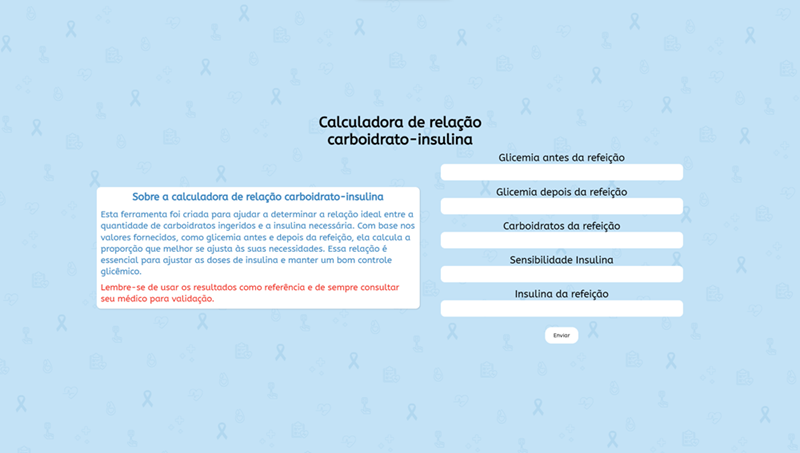 Calculadora de relação
carboidrato-insulina
Sobre a calculadora de relação carboidrato-insulina
Esta ferramenta foi criada para ajudar a determinar a relação ideal entre a
quantidade de carboidratos ingeridos e a insulina necessária. Com base nos
valores fornecidos, como glicemia antes e depois da refeição, ela calcula a
proporção que melhor se ajusta às suas necessidades. Essa relação é
essencial para ajustar as doses de insulina e manter um bom controle
glicêmico.
Lembre-se de usar os resultados como referência e de sempre consultar
seu médico para validação.
Glicemia antes da refeição
Glicemia depois da refeição
Carboidratos da refeição
Sensibilidade Insulina
Insulina da refeição
Enviar